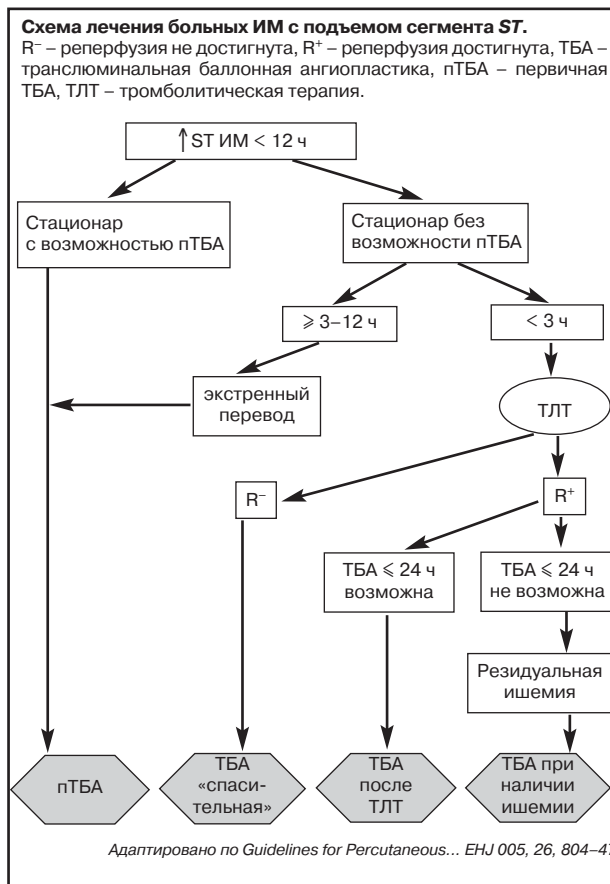 Схема лечения больных ИМ с подъемом сегмента ST.
R⁻ – реперфузия не достигнута, R⁺ – реперфузия достигнута, ТБА –
транслюминальная баллонная ангиопластика, пТБА – первичная
ТБА, ТЛТ – тромболитическая терапия.
↑ST ИМ < 12 ч
Стационар
с возможностью пТБА
Стационар без
возможности пТБА
⩾ 3–12 ч
< 3 ч
экстренный
перевод
ТЛТ
R⁻
R⁺
ТБА ⩽ 24 ч
возможна
ТБА ⩽ 24 ч
не возможна
Резидуальная
ишемия
пТБА
ТБА
«спаси-
тельная»
ТБА
после
ТЛТ
ТБА при
наличии
ишемии
Адаптировано по Guidelines for Percutaneous... EHJ 005, 26, 804–47